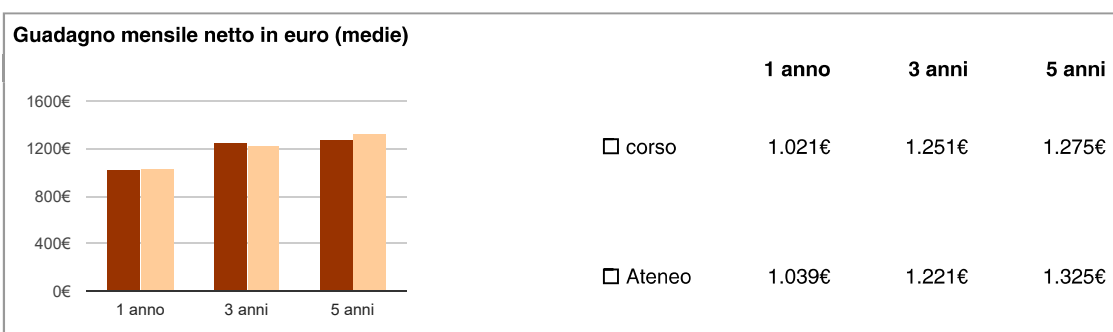 Guadagno mensile netto in euro (medie)
1600€
1200€
800€
400€
0€
1 anno 3 anni 5 anni
1 anno 3 anni 5 anni
corso 1.021€ 1.251€ 1.275€
Ateneo 1.039€ 1.221€ 1.325€